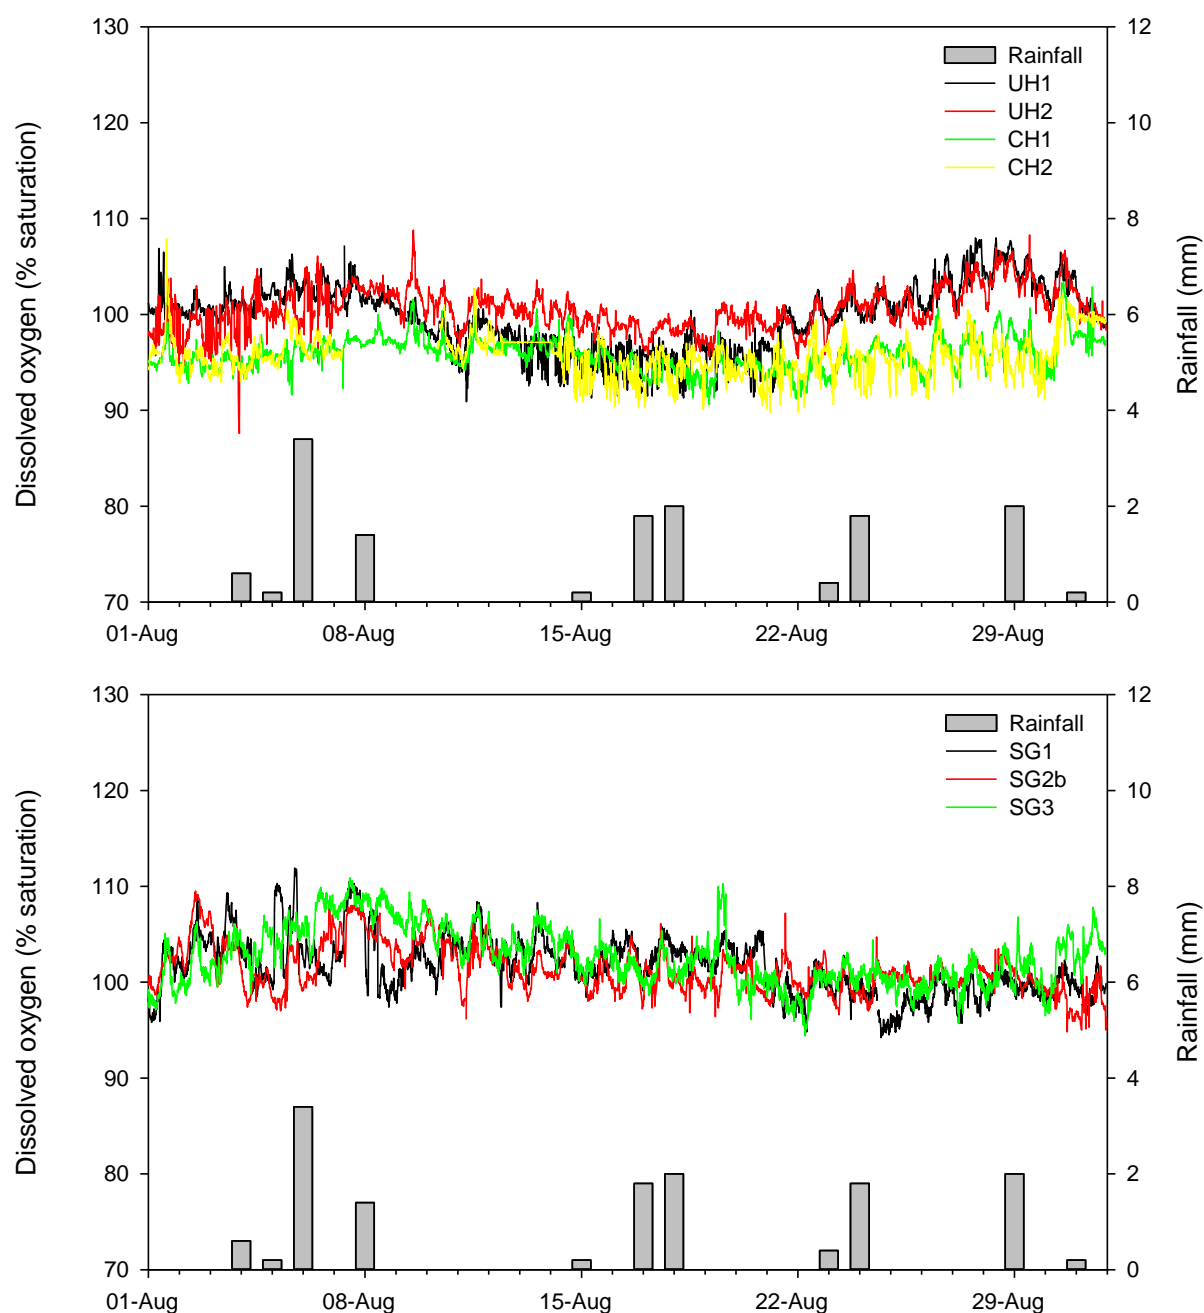 130
120
110
100
90
80
70
Dissolved oxygen (% saturation)
12
10
8
6
4
2
0
Rainfall (mm)
Rainfall
UH1
UH2
CH1
CH2
01-Aug
08-Aug
15-Aug
22-Aug
29-Aug
130
120
110
100
90
80
70
Dissolved oxygen (% saturation)
12
10
8
6
4
2
0
Rainfall (mm)
Rainfall
SG1
SG2b
SG3
01-Aug
08-Aug
15-Aug
22-Aug
29-Aug